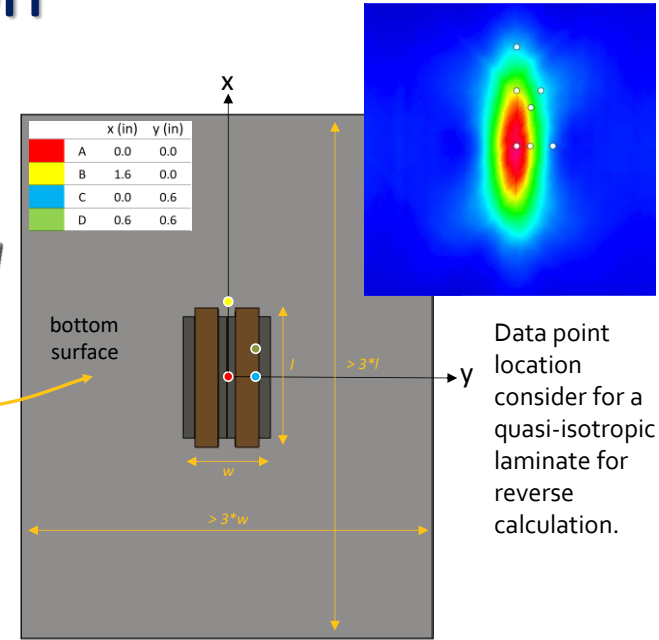 x
x (in) y (in)
A 0.0 0.0
B 1.6 0.0
C 0.0 0.6
D 0.6 0.6
bottom
surface
l
> 3*l
y
w
> 3*w
Data point
location
consider for a
quasi-isotropic
laminate for
reverse
calculation.